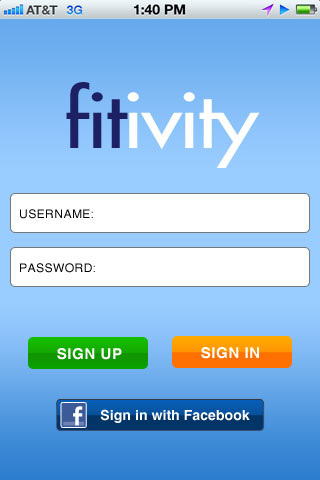 AT&T 3G 1:40 PM
fitivity
USERNAME:
PASSWORD:
SIGN UP SIGN IN
f Sign in with Facebook